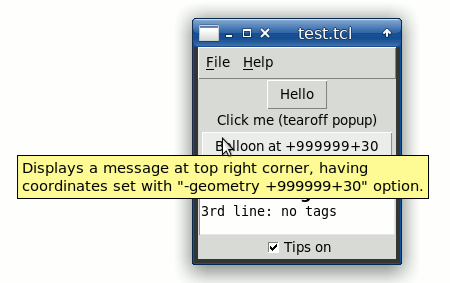 test.tcl
File Help
Hello
Click me (tearoff popup)
Balloon at +999999+30
Displays a message at top right corner, having
coordinates set with "-geometry +999999+30" option.
3rd line: no tags
Tips on